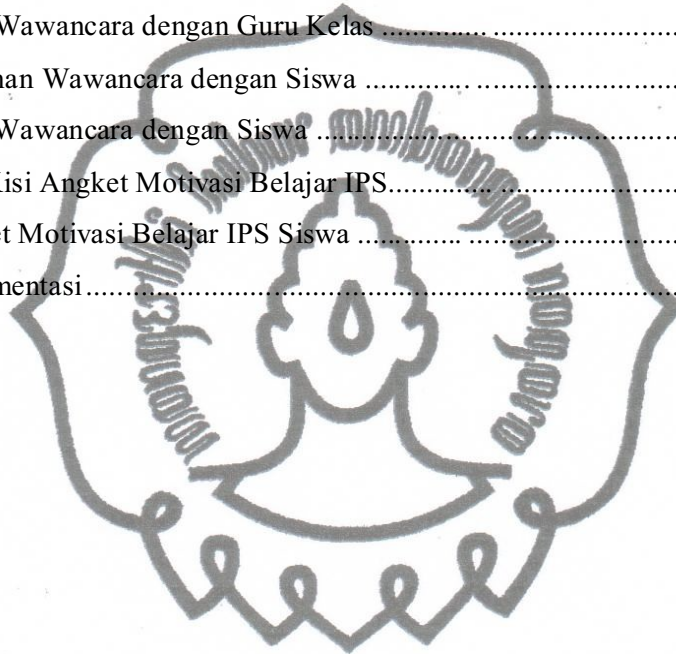 Wawancara dengan Guru Kelas ............. ........................
nan Wawancara dengan Siswa ............. ..........................
Wawancara dengan Siswa ................................................
isi Angket Motivasi Belajar IPS............. ........................
et Motivasi Belajar IPS Siswa ............. ..........................
mentasi..............................................................................